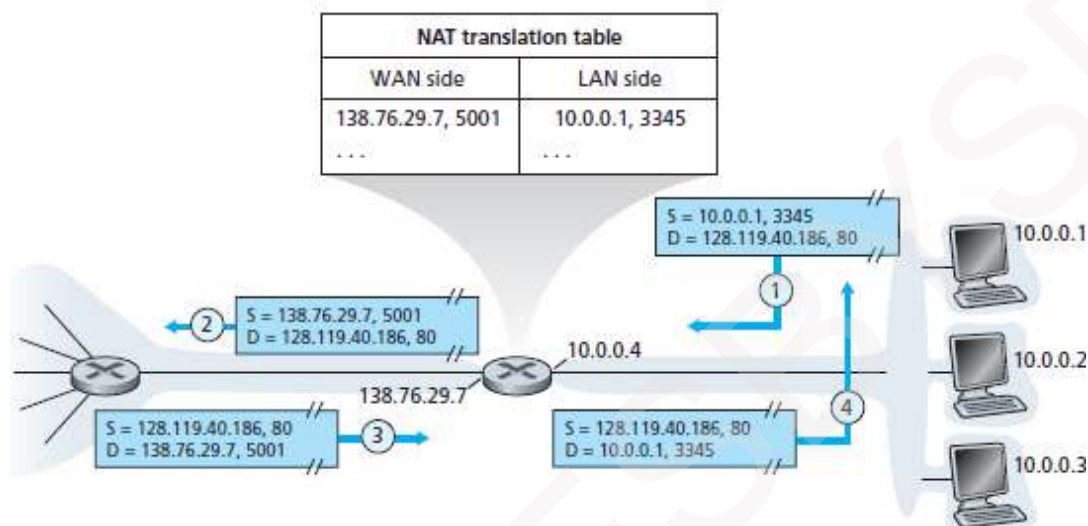 NAT translation table
WAN side LAN side
138.76.29.7, 5001 10.0.0.1, 3345
. . . . . .
S = 10.0.0.1, 3345
D = 128.119.40.186, 80
10.0.0.1
1
S = 138.76.29.7, 5001
D = 128.119.40.186, 80
2
10.0.0.4
10.0.0.2
138.76.29.7
4
S = 128.119.40.186, 80
D = 138.76.29.7, 5001
3
S = 128.119.40.186, 80
D = 10.0.0.1, 3345
10.0.0.3